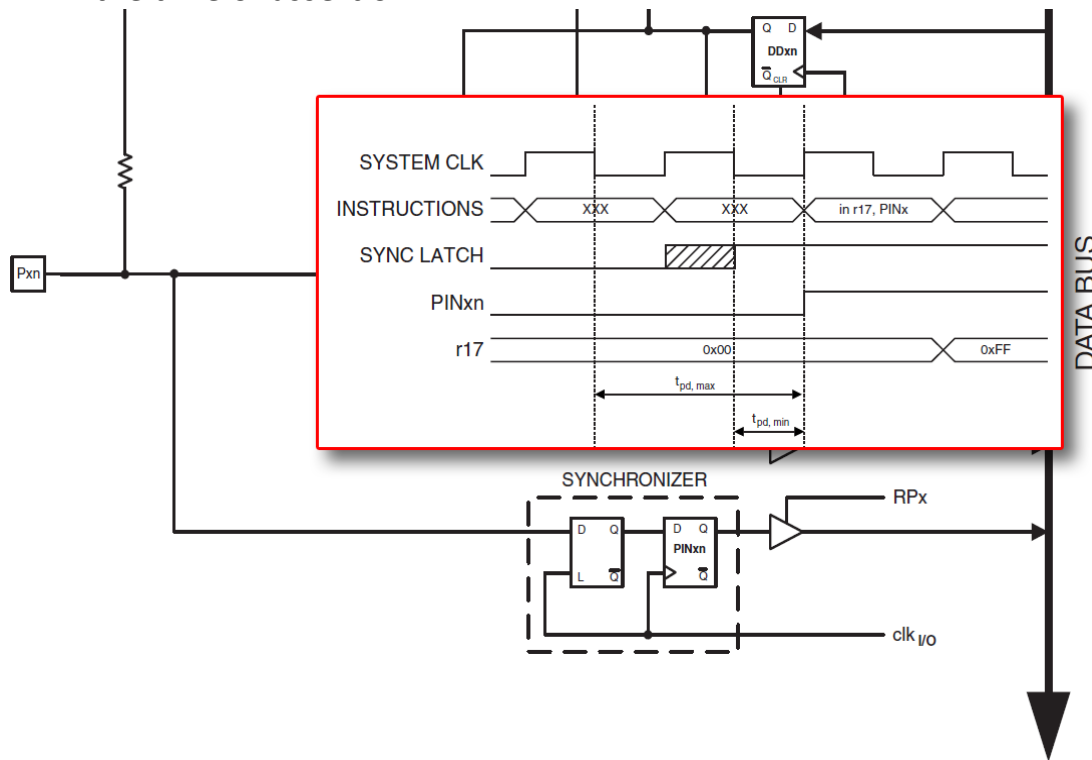 Q D
DDxn
Q CLR
SYSTEM CLK
INSTRUCTIONS XXX XXX in r17, PINx
SYNC LATCH
Pxn
PINxn
r17 0x00 0xFF
tpd, max
tpd, min
DATA BUS
SYNCHRONIZER
RPx
D Q D Q
PINxn
L Q Q
clk I/O